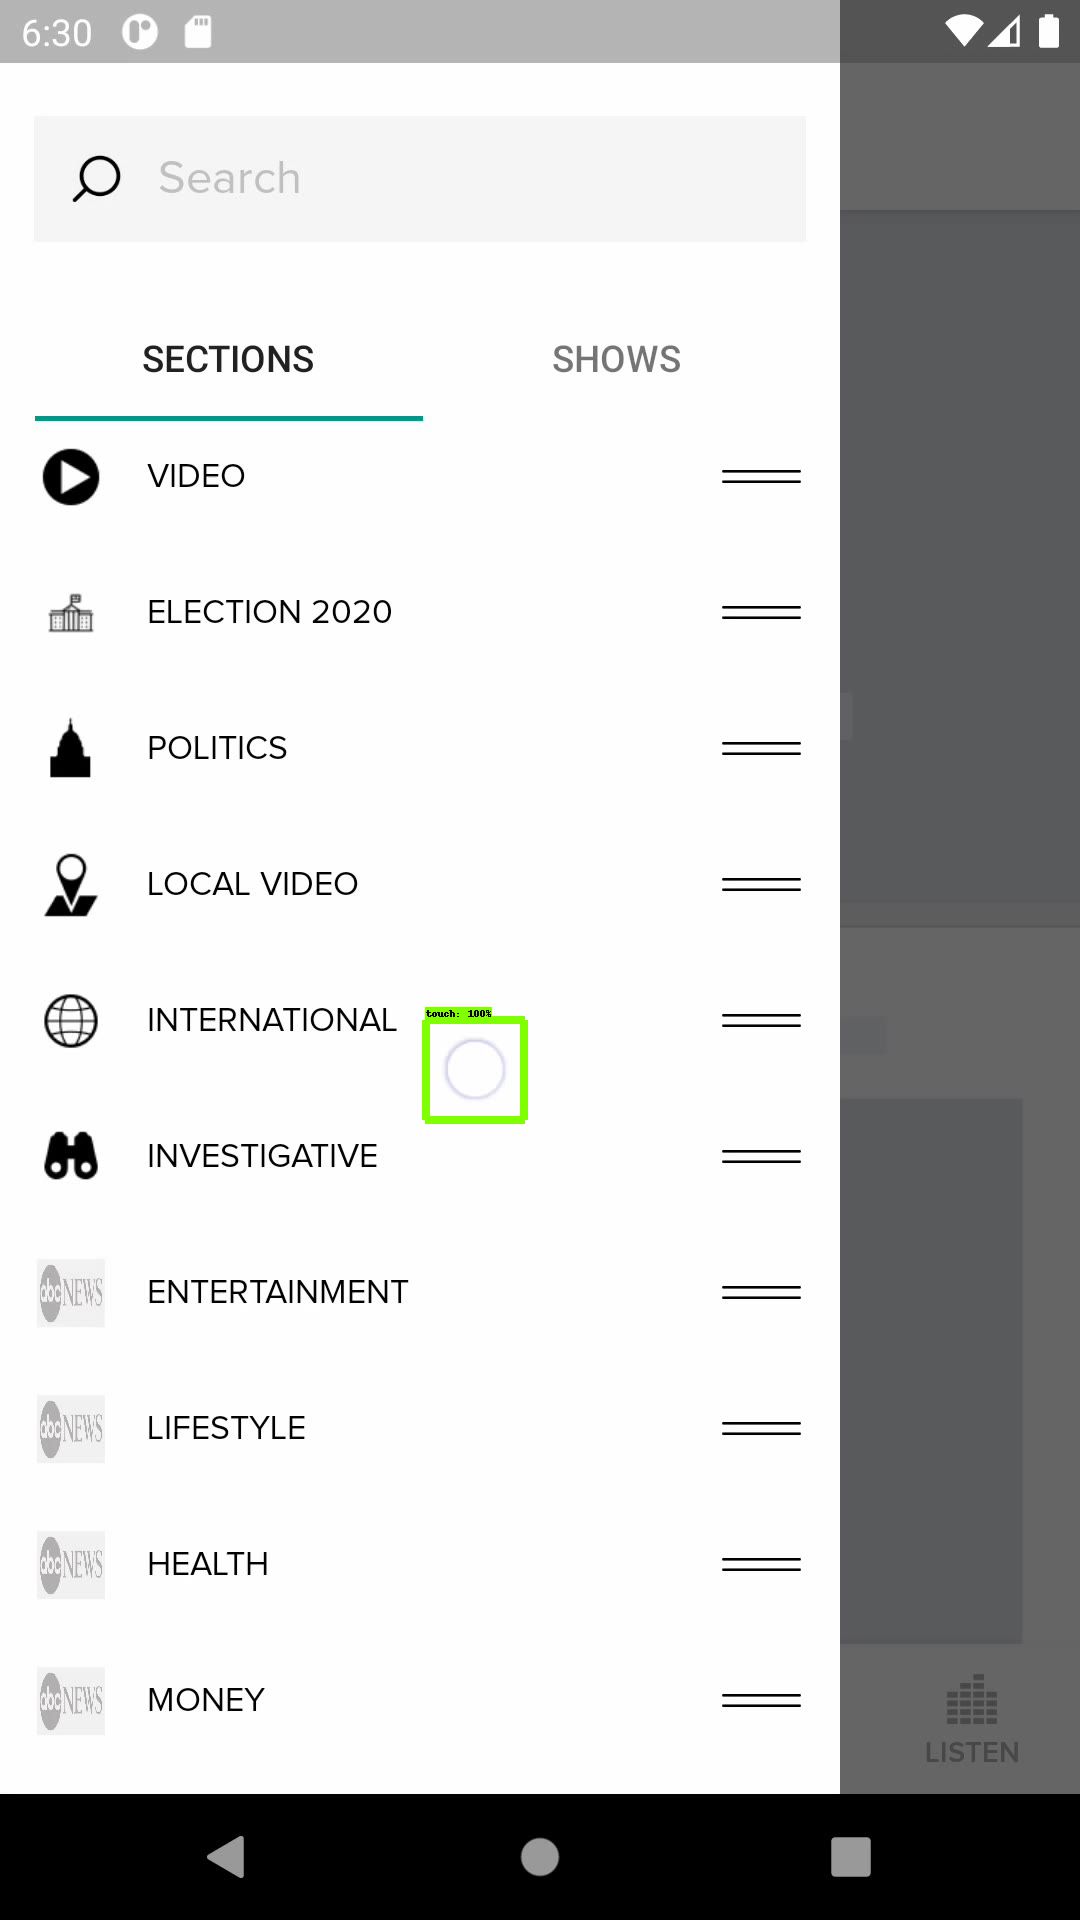 6:30
Search
SECTIONS SHOWS
VIDEO
ELECTION 2020
POLITICS
LOCAL VIDEO
INTERNATIONAL
touch: 100%
INVESTIGATIVE
abc NEWS ENTERTAINMENT
abc NEWS LIFESTYLE
abc NEWS HEALTH
abc NEWS MONEY
LISTEN